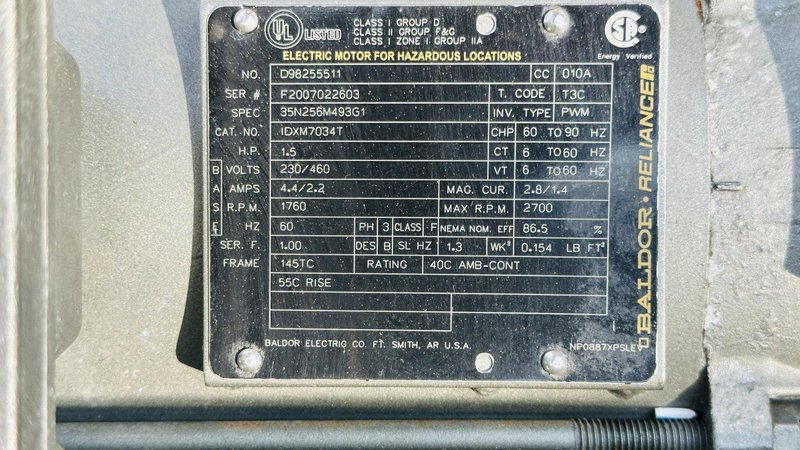 UL LISTED
CLASS I GROUP D
CLASS II GROUP F&G
CLASS I ZONE I GROUP IIA
Energy Verified
ELECTRIC MOTOR FOR HAZARDOUS LOCATIONS
NO. D98255511 CC 010A
SER. # F2007022603 T. CODE T3C
SPEC 35N256M493G1 INV. TYPE PWM
CAT. NO. IDXM7034T CHP 60 TO 90 HZ
H.P. 1.5 CT 6 TO 60 HZ
VOLTS 230/460 VT 6 TO 60 HZ
AMPS 4.4/2.2 MAG. CUR. 2.8/1.4
R.P.M. 1760 MAX R.P.M. 2700
HZ 60 PH 3 CLASS F NEMA NOM. EFF 86.5 %
SER. F. 1.00 DES B SL HZ 1.3 WK² 0.154 LB FT²
FRAME 145TC RATING 40C AMB-CONT
55C RISE
BASE
BALDOR ELECTRIC CO. FT. SMITH, AR U.S.A.
NP0887XPSLEV
BALDOR · RELIANCE